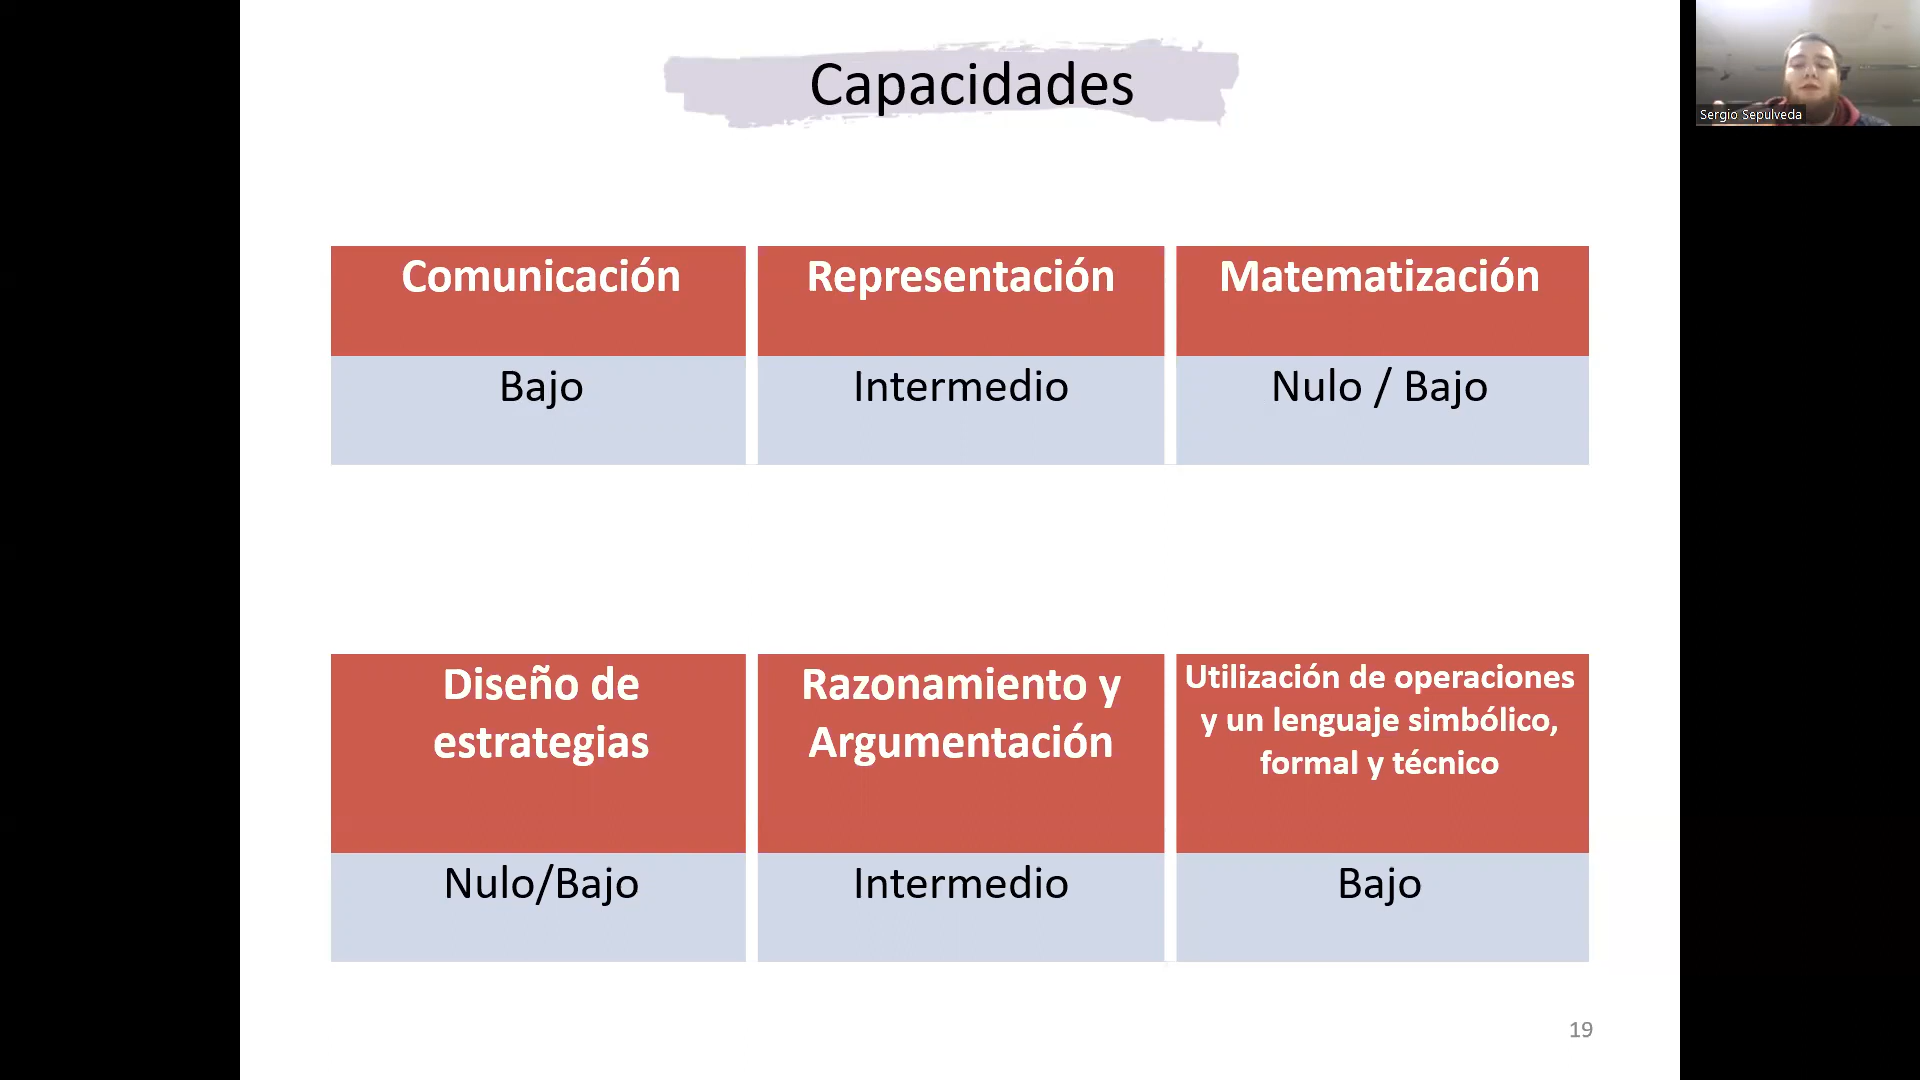 Capacidades
Sergio Sepulveda
Comunicación
Representación
Matematización
Bajo
Intermedio
Nulo / Bajo
Diseño de
estrategias
Razonamiento y
Argumentación
Utilización de operaciones
y un lenguaje simbólico,
formal y técnico
Nulo/Bajo
Intermedio
Bajo
19